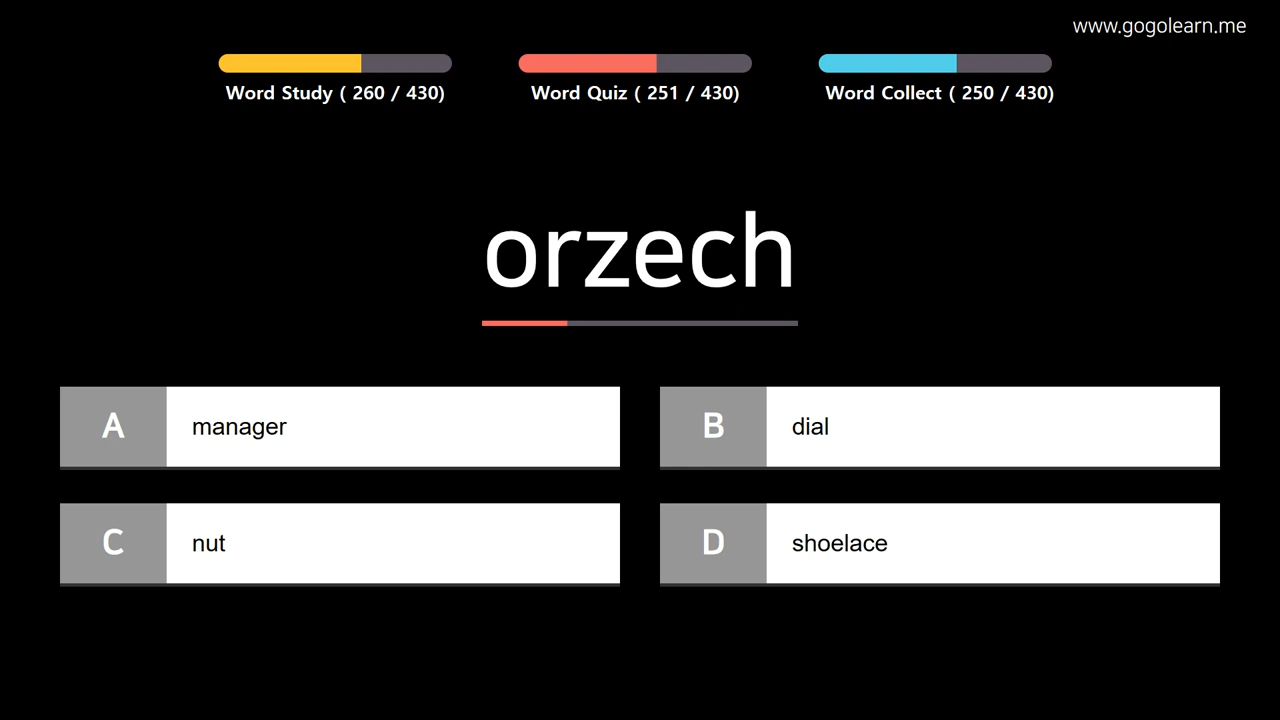 www.gogolearn.me
Word Study ( 260 / 430)
Word Quiz ( 251 / 430)
Word Collect ( 250 / 430)
orzech
A manager
B dial
C nut
D shoelace